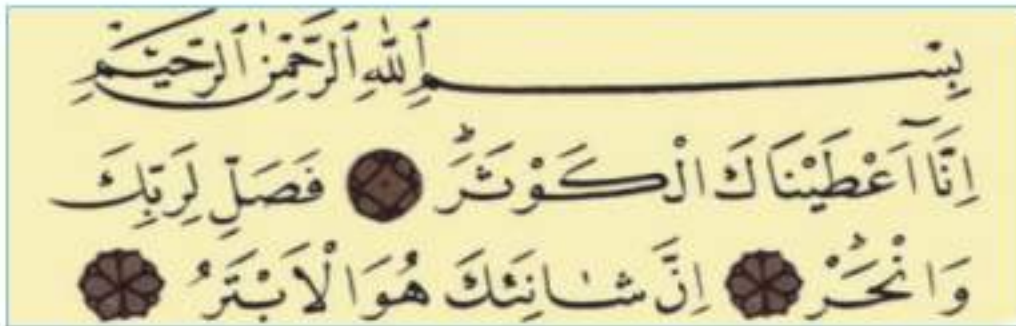 بِسْمِ اللّٰهِ الرَّحْمٰنِ الرَّحِيمِ
اِنَّٓا اَعْطَيْنَاكَ الْكَوْثَرَ فَصَلِّ لِرَبِّكَ
وَانْحَرْ اِنَّ شَانِئَكَ هُوَ الْاَبْتَرُ